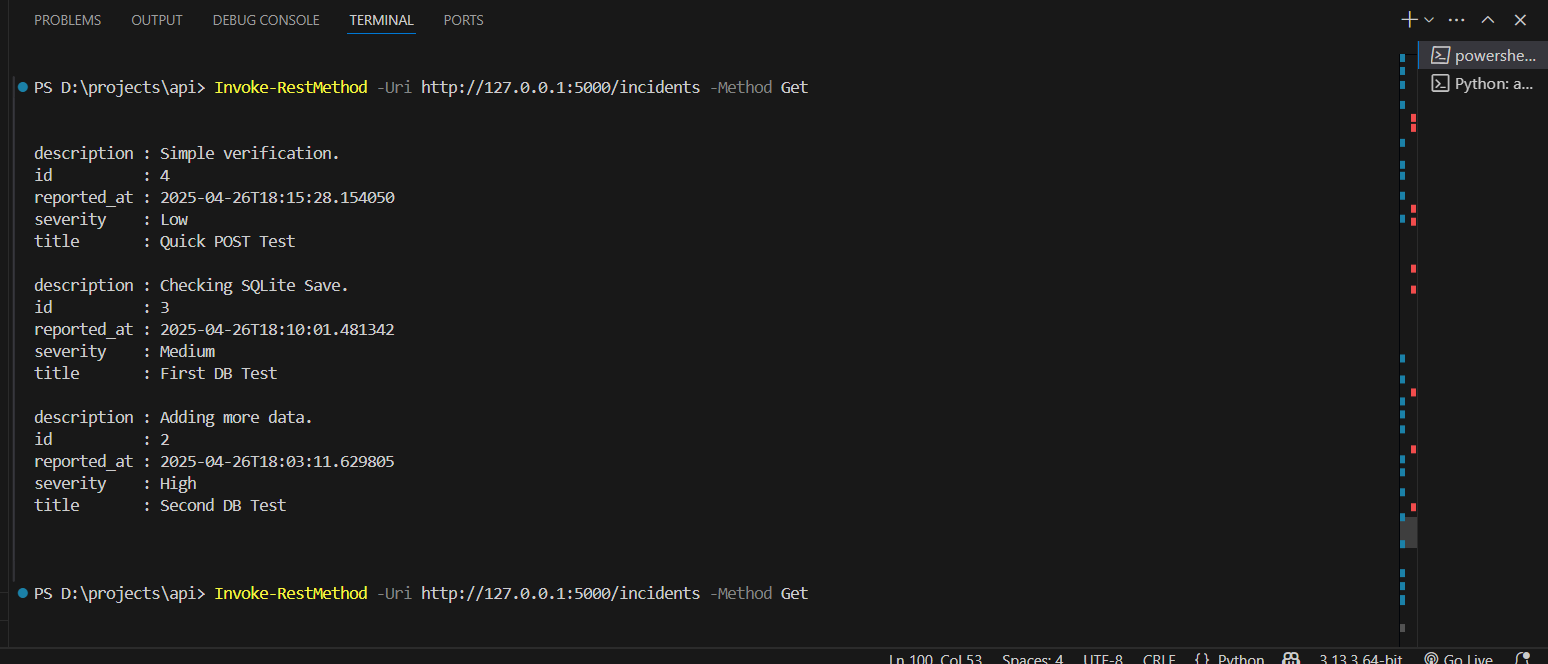 PROBLEMS OUTPUT DEBUG CONSOLE TERMINAL PORTS
powershe...
Python: a...
PS D:\projects\api> Invoke-RestMethod -Uri http://127.0.0.1:5000/incidents -Method Get
description : Simple verification.
id          : 4
reported_at : 2025-04-26T18:15:28.154050
severity    : Low
title       : Quick POST Test
description : Checking SQLite Save.
id          : 3
reported_at : 2025-04-26T18:10:01.481342
severity    : Medium
title       : First DB Test
description : Adding more data.
id          : 2
reported_at : 2025-04-26T18:03:11.629805
severity    : High
title       : Second DB Test
PS D:\projects\api> Invoke-RestMethod -Uri http://127.0.0.1:5000/incidents -Method Get
Ln 100, Col 53 Spaces: 4 UTF-8 CRLF {} Python 3.13.3 64-bit Go Live